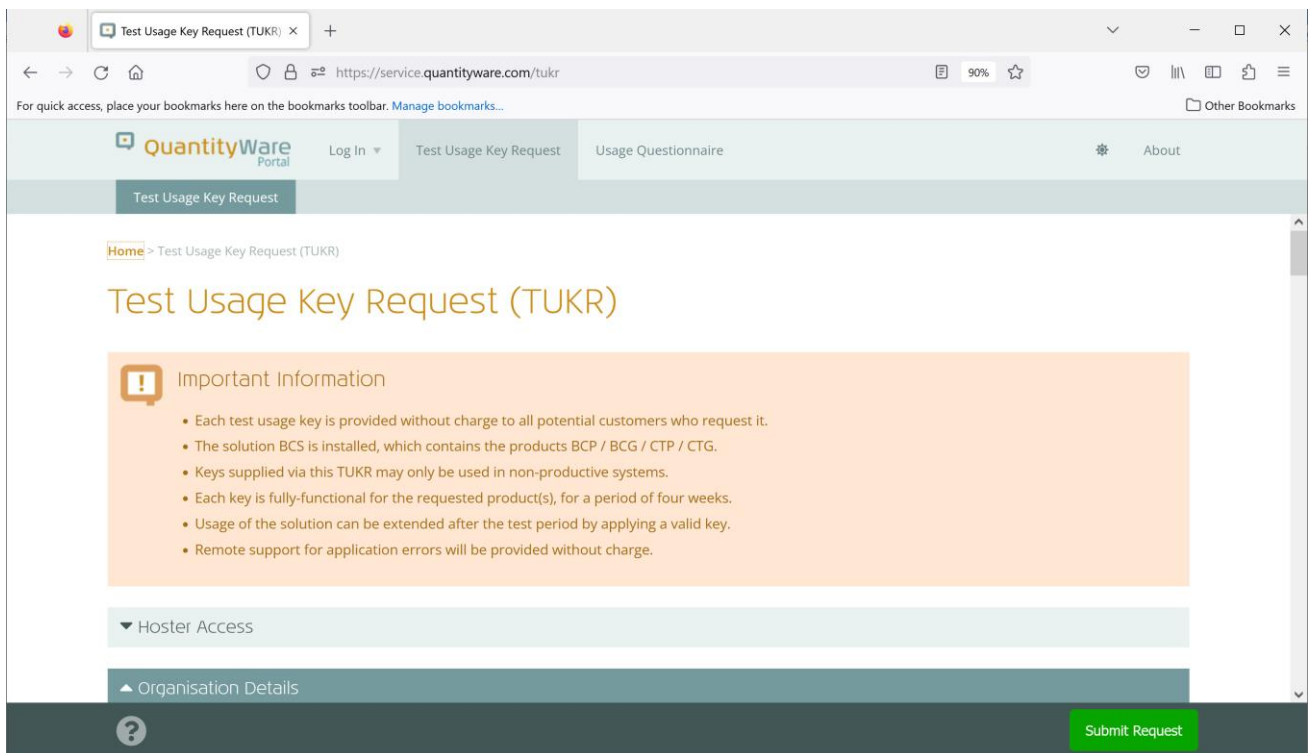 Test Usage Key Request (TUKR)
https://service.quantityware.com/tukr
90%
For quick access, place your bookmarks here on the bookmarks toolbar. Manage bookmarks...
Other Bookmarks
QuantityWare
Portal
Log In
Test Usage Key Request
Usage Questionnaire
About
Test Usage Key Request
Home > Test Usage Key Request (TUKR)
Test Usage Key Request (TUKR)
Important Information
• Each test usage key is provided without charge to all potential customers who request it.
• The solution BCS is installed, which contains the products BCP / BCG / CTP / CTG.
• Keys supplied via this TUKR may only be used in non-productive systems.
• Each key is fully-functional for the requested product(s), for a period of four weeks.
• Usage of the solution can be extended after the test period by applying a valid key.
• Remote support for application errors will be provided without charge.
Hoster Access
Organisation Details
Submit Request